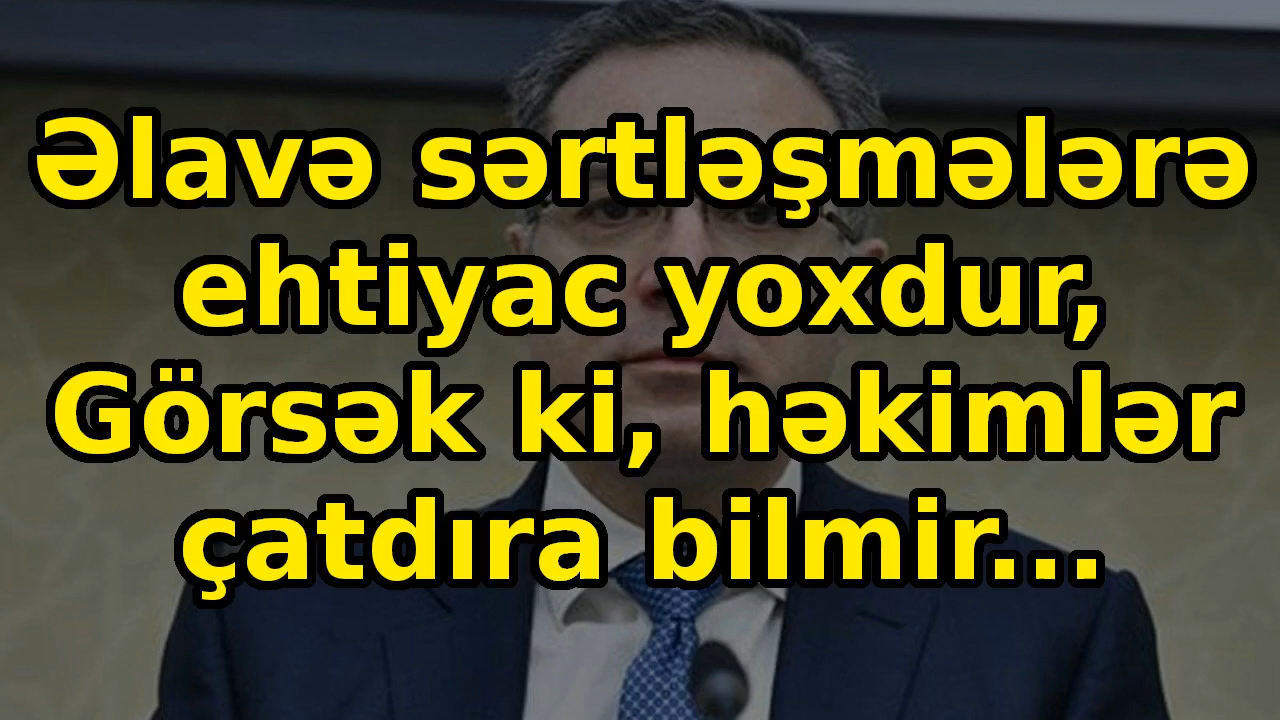 Əlavə sərtləşmələrə
ehtiyac yoxdur,
Görsək ki, həkimlər
çatdıra bilmir...